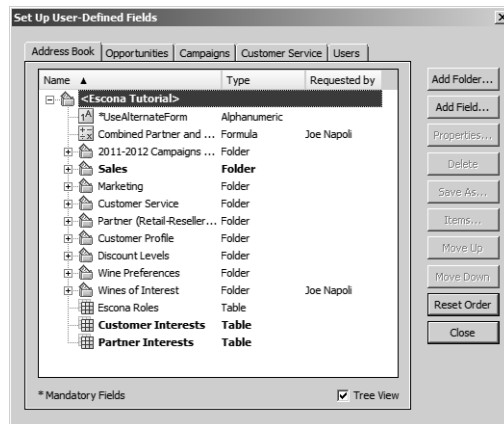 Set Up User-Defined Fields
Address Book Opportunities Campaigns Customer Service Users
Name Type Requested by
<Escona Tutorial>
*UseAlternateForm Alphanumeric
Combined Partner and ... Formula Joe Napoli
2011-2012 Campaigns ... Folder
Sales Folder
Marketing Folder
Customer Service Folder
Partner (Retail-Reseller... Folder
Customer Profile Folder
Discount Levels Folder
Wine Preferences Folder
Wines of Interest Folder Joe Napoli
Escona Roles Table
Customer Interests Table
Partner Interests Table
* Mandatory Fields
Tree View
Add Folder...
Add Field...
Properties...
Delete
Save As...
Items...
Move Up
Move Down
Reset Order
Close